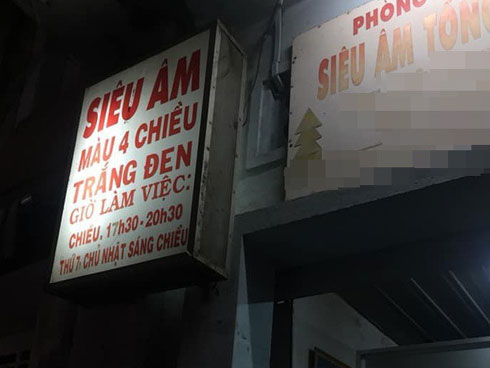 SIÊU ÂM
MÀU 4 CHIỀU
TRẮNG ĐEN
GIỜ LÀM VIỆC:
CHIỀU. 17h30 - 20h30
THỨ 7- CHỦ NHẬT SÁNG CHIỀU
PHÒNG
SIÊU ÂM TỔNG